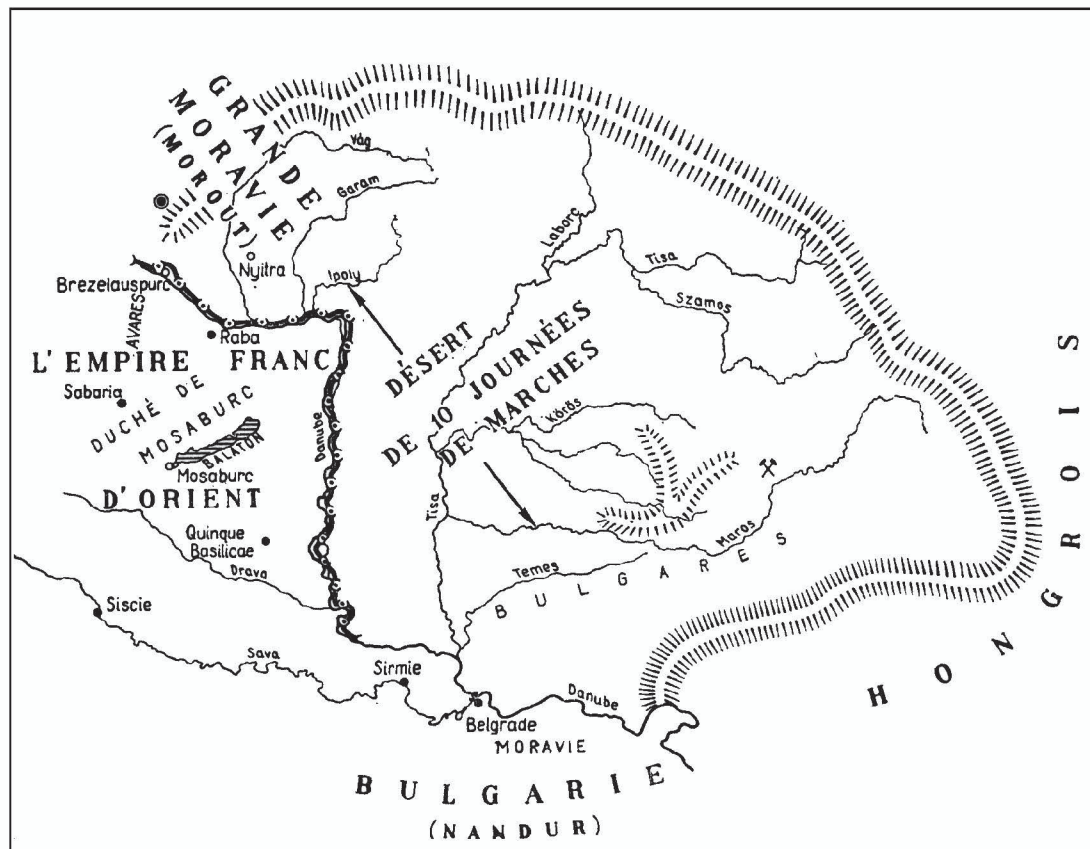 GRANDE
MORAVIE
(MOROUT)
Vág
Garam
Nyitra
Ipoly
Laborc
Tisa
Szamos
Brezelauspurc
AVARES
Raba
L'EMPIRE FRANC
Sabaria
DUCHÉ DE
MOSABURC
BALATON
Mosaburc
D'ORIENT
Quinque
Basilicae
Drava
Danube
DÉSERT
DE 10 JOURNÉES
DE MARCHES
Körös
Tisa
Maros
Temes
BULGARES
HONGROIS
Siscie
Sava
Sirmie
Belgrade
Danube
MORAVIE
BULGARIE
(NANDUR)